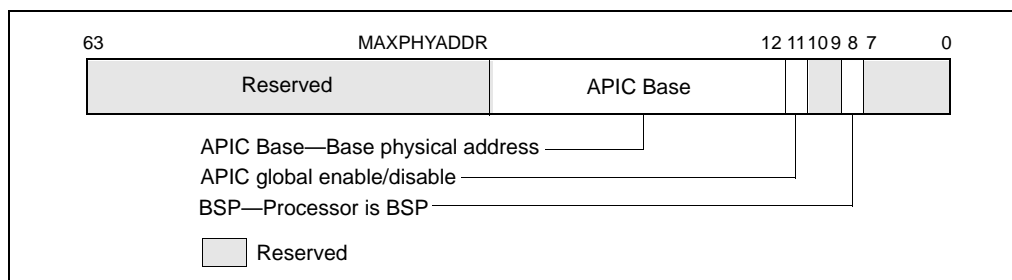 63 MAXPHYADDR 12 11 10 9 8 7 0
Reserved APIC Base
APIC Base—Base physical address
APIC global enable/disable
BSP—Processor is BSP
Reserved